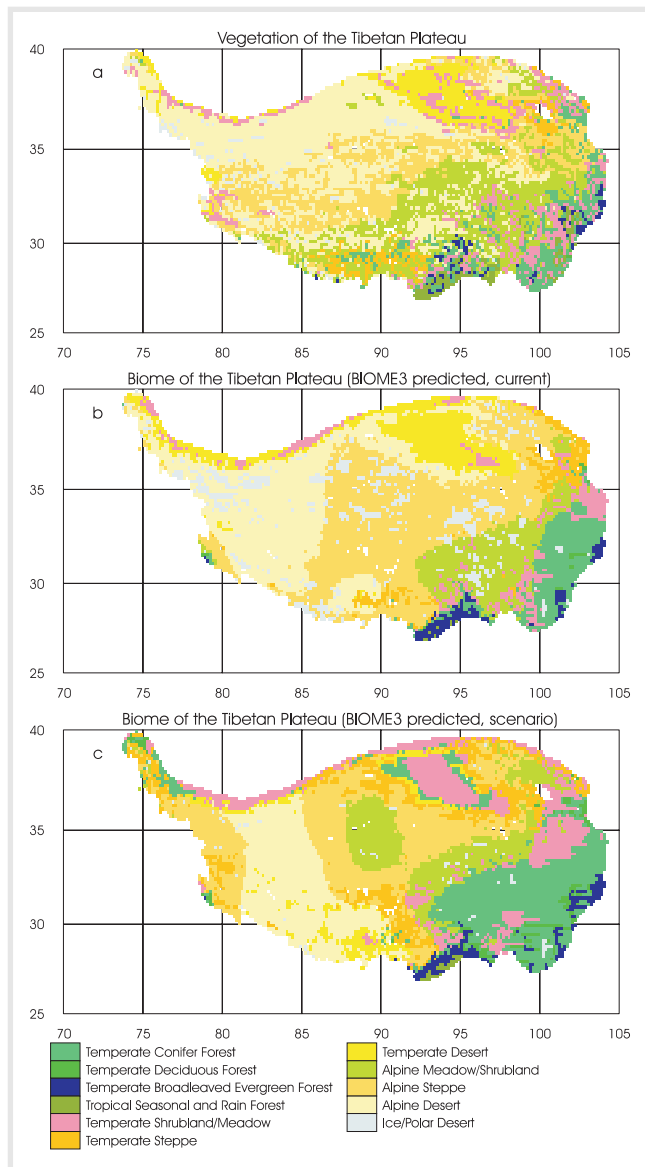 Vegetation of the Tibetan Plateau
a
40
35
30
25
70 75 80 85 90 95 100 105
Biome of the Tibetan Plateau (BIOME3 predicted, current)
b
40
35
30
25
70 75 80 85 90 95 100 105
Biome of the Tibetan Plateau (BIOME3 predicted, scenario)
c
40
35
30
25
70 75 80 85 90 95 100 105
Temperate Conifer Forest
Temperate Deciduous Forest
Temperate Broadleaved Evergreen Forest
Tropical Seasonal and Rain Forest
Temperate Shrubland/Meadow
Temperate Steppe
Temperate Desert
Alpine Meadow/Shrubland
Alpine Steppe
Alpine Desert
Ice/Polar Desert